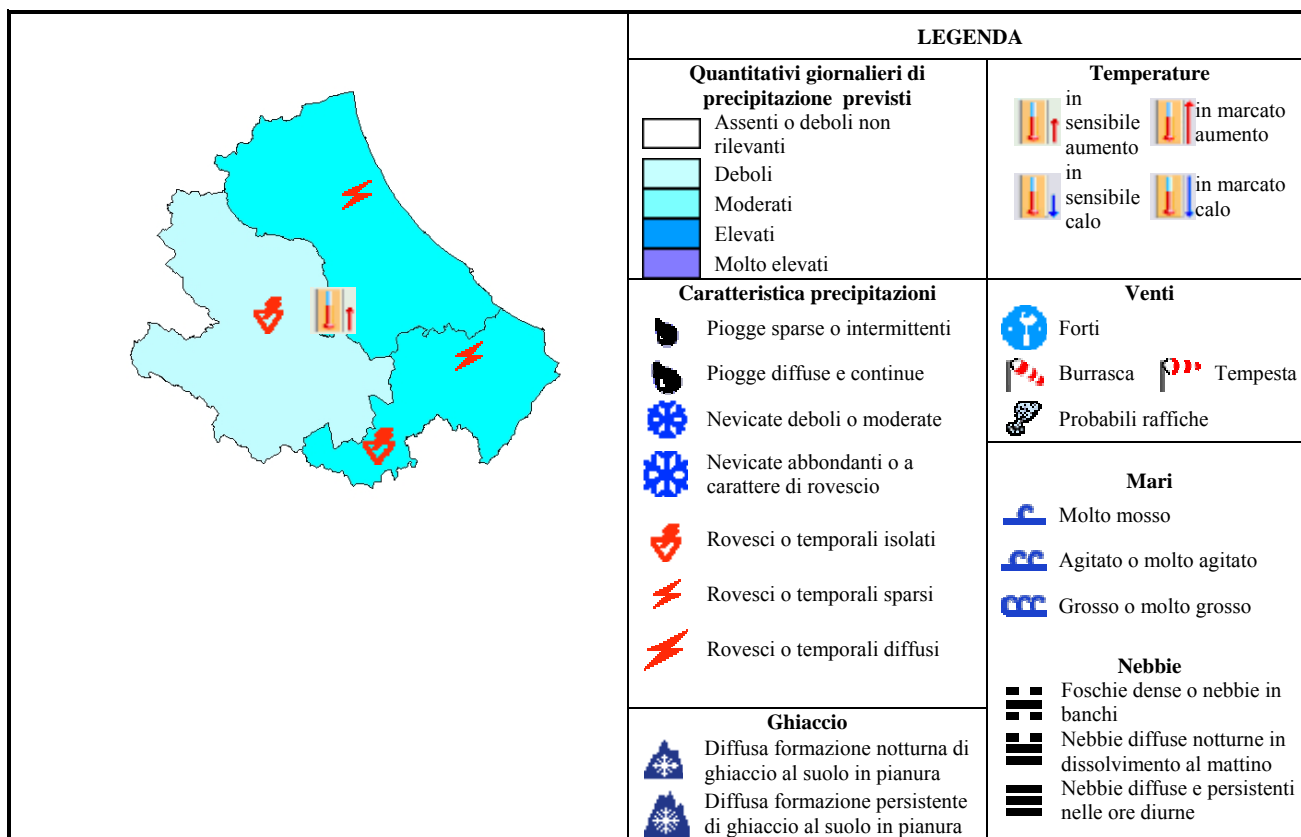 LEGENDA
Quantitativi giornalieri di
precipitazione previsti
Assenti o deboli non
rilevanti
Deboli
Moderati
Elevati
Molto elevati
Temperature
in
sensibile
aumento
in marcato
aumento
in
sensibile
calo
in marcato
calo
Caratteristica precipitazioni
Piogge sparse o intermittenti
Piogge diffuse e continue
Nevicate deboli o moderate
Nevicate abbondanti o a
carattere di rovescio
Rovesci o temporali isolati
Rovesci o temporali sparsi
Rovesci o temporali diffusi
Venti
Forti
Burrasca Tempesta
Probabili raffiche
Mari
Molto mosso
Agitato o molto agitato
Grosso o molto grosso
Nebbie
Foschie dense o nebbie in
banchi
Nebbie diffuse notturne in
dissolvimento al mattino
Nebbie diffuse e persistenti
nelle ore diurne
Ghiaccio
Diffusa formazione notturna di
ghiaccio al suolo in pianura
Diffusa formazione persistente
di ghiaccio al suolo in pianura